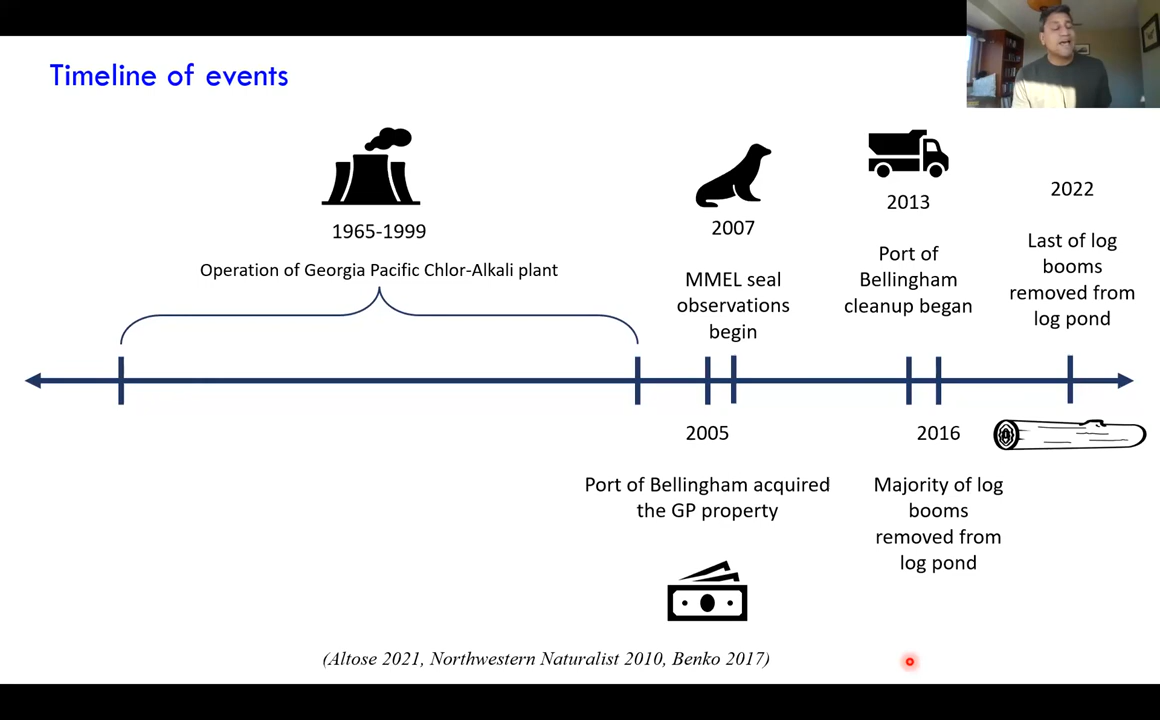 Timeline of events
1965-1999
Operation of Georgia Pacific Chlor-Alkali plant
2007
MMEL seal
observations
begin
2013
Port of
Bellingham
cleanup began
2022
Last of log
booms
removed from
log pond
2005
Port of Bellingham acquired
the GP property
2016
Majority of log
booms
removed from
log pond
(Altose 2021, Northwestern Naturalist 2010, Benko 2017)